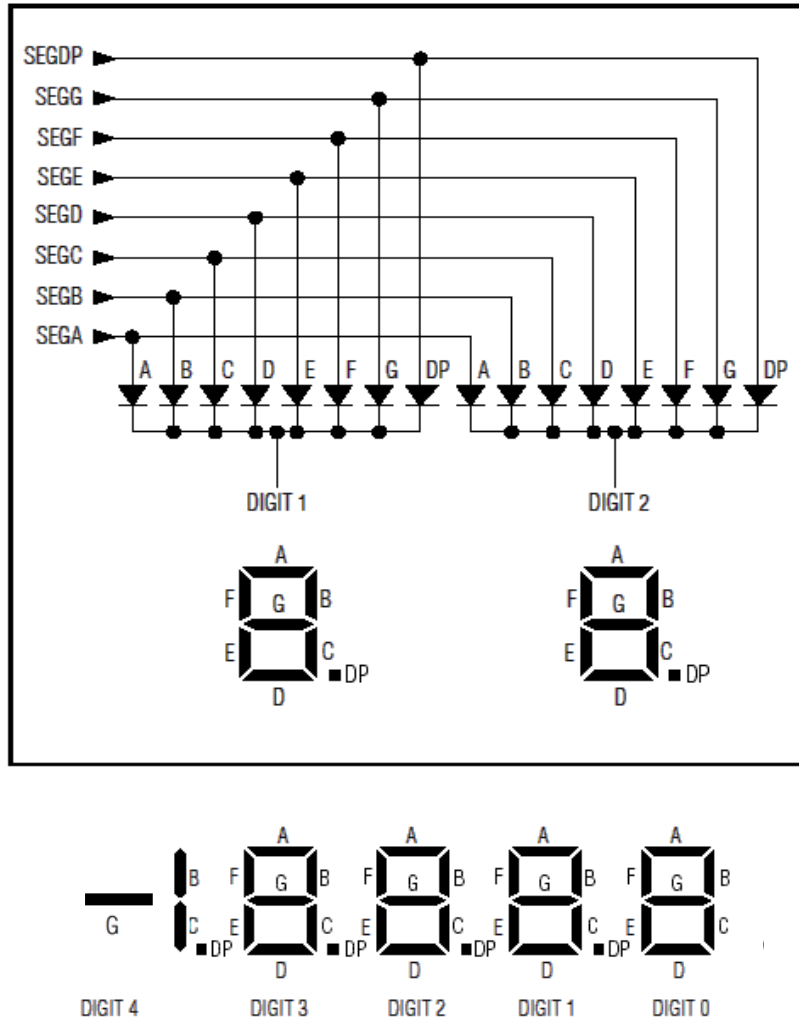 SEGDP
SEGG
SEGF
SEGE
SEGD
SEGC
SEGB
SEGA
A B C D E F G DP A B C D E F G DP
DIGIT 1 DIGIT 2
A A
F G B F G B
E C DP E C DP
D D
A A A A
B F G B F G B F G B F G B
G C DP E C DP E C DP E C DP E C
D D D D
DIGIT 4 DIGIT 3 DIGIT 2 DIGIT 1 DIGIT 0